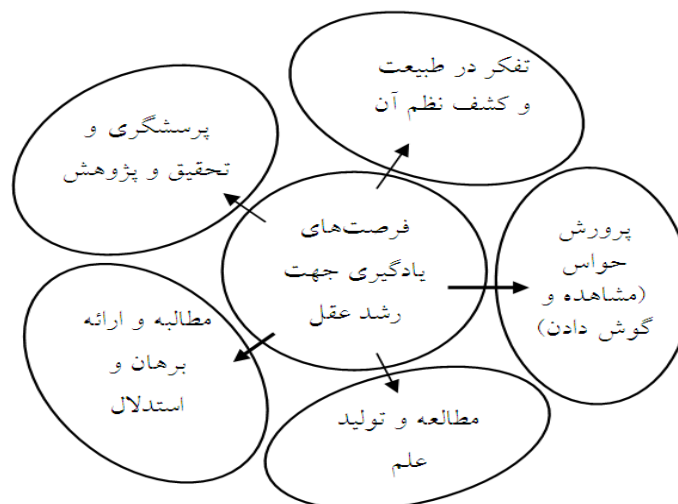 تفکر در طبیعت
و کشف نظم آن
پرسشگری و
تحقیق و پژوهش
فرصت‌های
یادگیری جهت
رشد عقل
پرورش
حواس
(مشاهده و
گوش دادن)
مطالبه و ارائه
برهان و
استدلال
مطالعه و تولید
علم